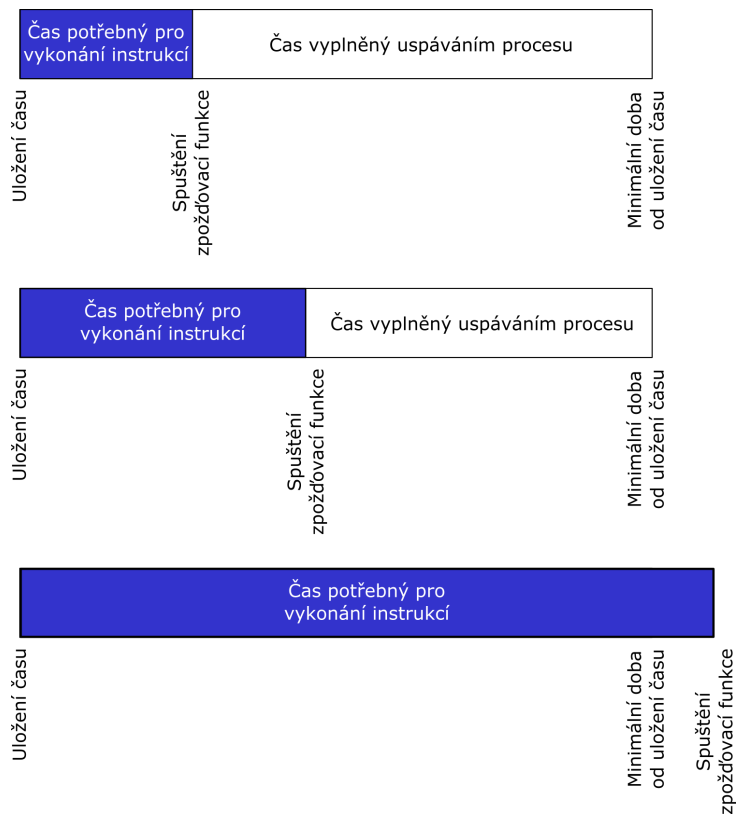 Čas potřebný pro
vykonání instrukcí
Čas vyplněný uspáváním procesu
Uložení času
Spuštění
zpožďovací funkce
Minimální doba
od uložení času
Čas potřebný pro
vykonání instrukcí
Čas vyplněný uspáváním procesu
Uložení času
Spuštění
zpožďovací funkce
Minimální doba
od uložení času
Čas potřebný pro
vykonání instrukcí
Uložení času
Minimální doba
od uložení času
Spuštění
zpožďovací funkce